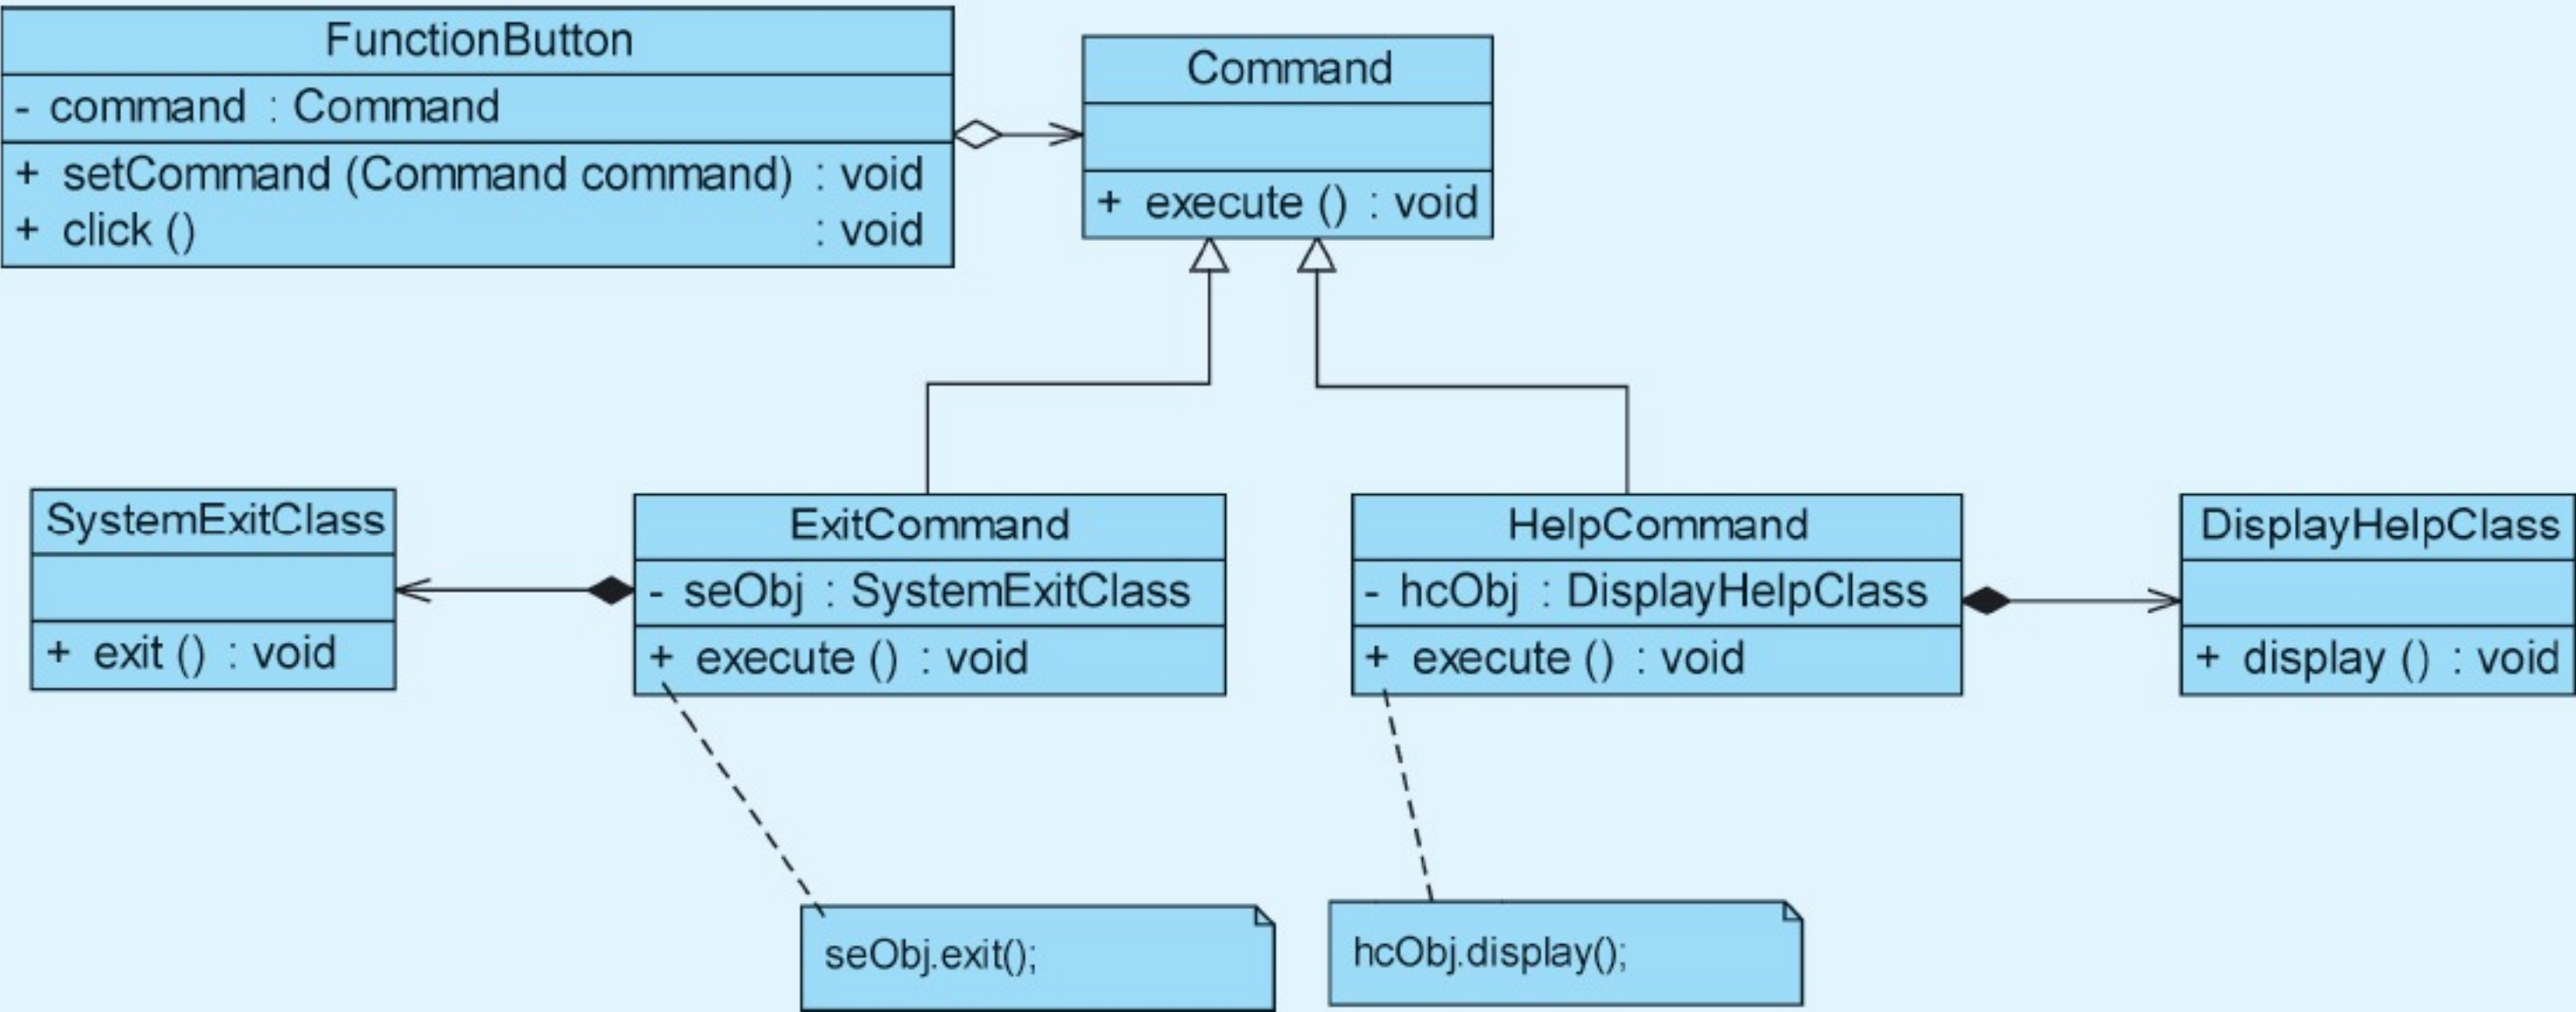 FunctionButton
- command : Command
+ setCommand (Command command) : void
+ click () : void
Command
+ execute () : void
SystemExitClass
+ exit () : void
ExitCommand
- seObj : SystemExitClass
+ execute () : void
HelpCommand
- hcObj : DisplayHelpClass
+ execute () : void
DisplayHelpClass
+ display () : void
seObj.exit();
hcObj.display();